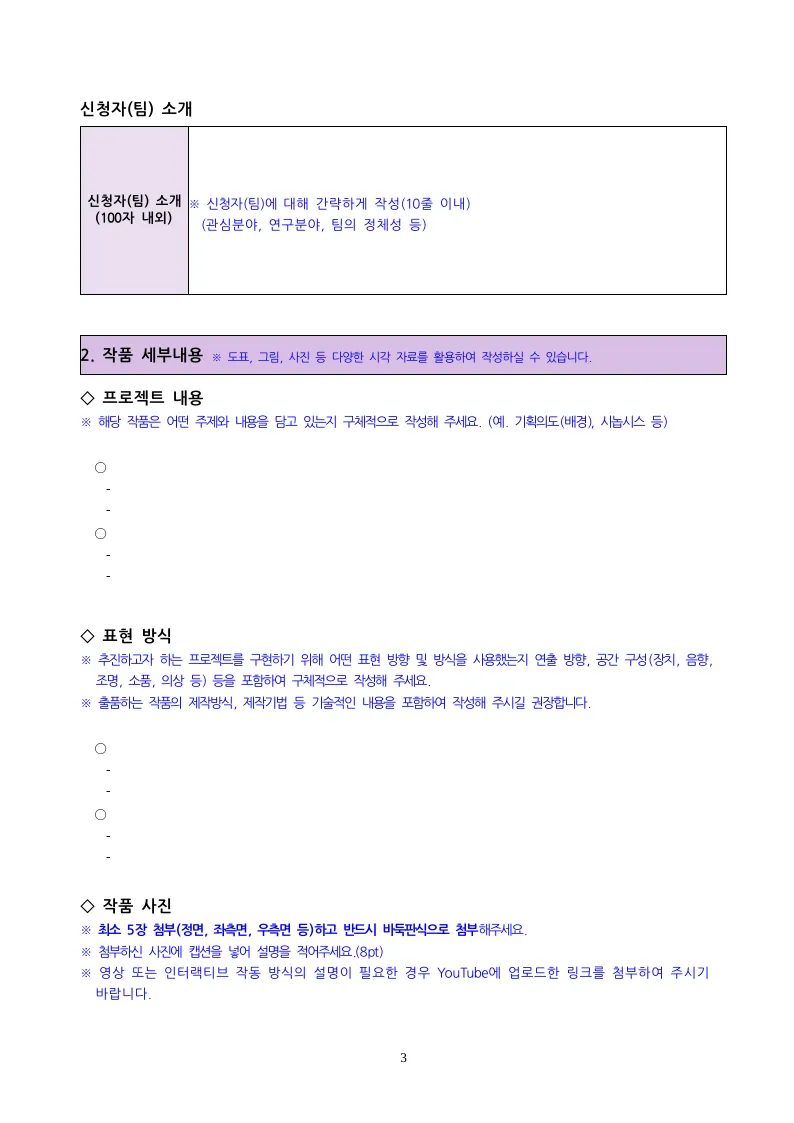 신청자(팀) 소개
신청자(팀) 소개
(100자 내외)
※ 신청자(팀)에 대해 간략하게 작성(10줄 이내)
(관심분야, 연구분야, 팀의 정체성 등)
2. 작품 세부내용 ※ 도표, 그림, 사진 등 다양한 시각 자료를 활용하여 작성하실 수 있습니다.
◇ 프로젝트 내용
※ 해당 작품은 어떤 주제와 내용을 담고 있는지 구체적으로 작성해 주세요. (예. 기획의도(배경), 시놉시스 등)
○
-
-
○
-
-
◇ 표현 방식
※ 추진하고자 하는 프로젝트를 구현하기 위해 어떤 표현 방향 및 방식을 사용했는지 연출 방향, 공간 구성(장치, 음향,
조명, 소품, 의상 등) 등을 포함하여 구체적으로 작성해 주세요.
※ 출품하는 작품의 제작방식, 제작기법 등 기술적인 내용을 포함하여 작성해 주시길 권장합니다.
○
-
-
○
-
-
◇ 작품 사진
※ 최소 5장 첨부(정면, 좌측면, 우측면 등)하고 반드시 바둑판식으로 첨부해주세요.
※ 첨부하신 사진에 캡션을 넣어 설명을 적어주세요.(8pt)
※ 영상 또는 인터랙티브 작동 방식의 설명이 필요한 경우 YouTube에 업로드한 링크를 첨부하여 주시기
바랍니다.
3